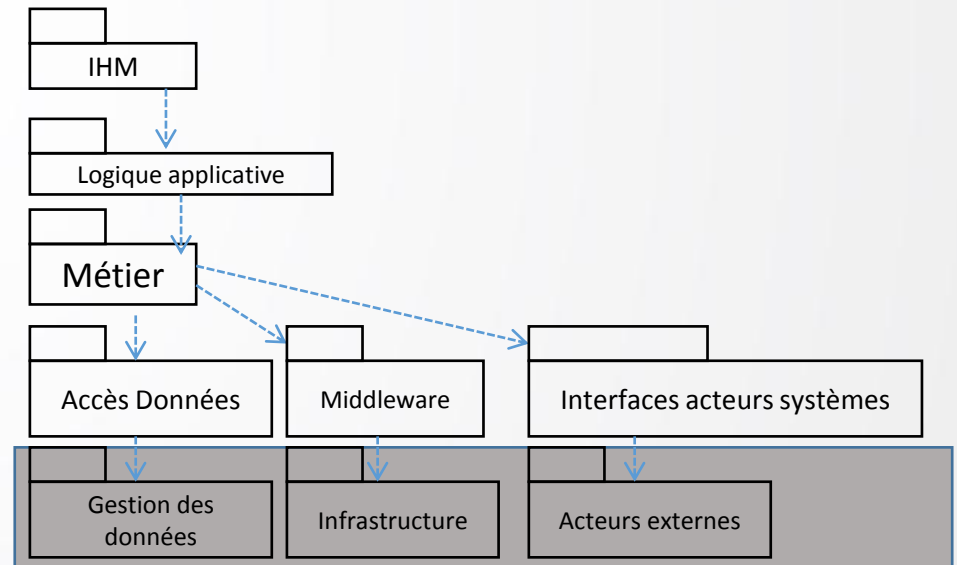 IHM
Logique applicative
Métier
Accès Données
Middleware
Interfaces acteurs systèmes
Gestion des
données
Infrastructure
Acteurs externes